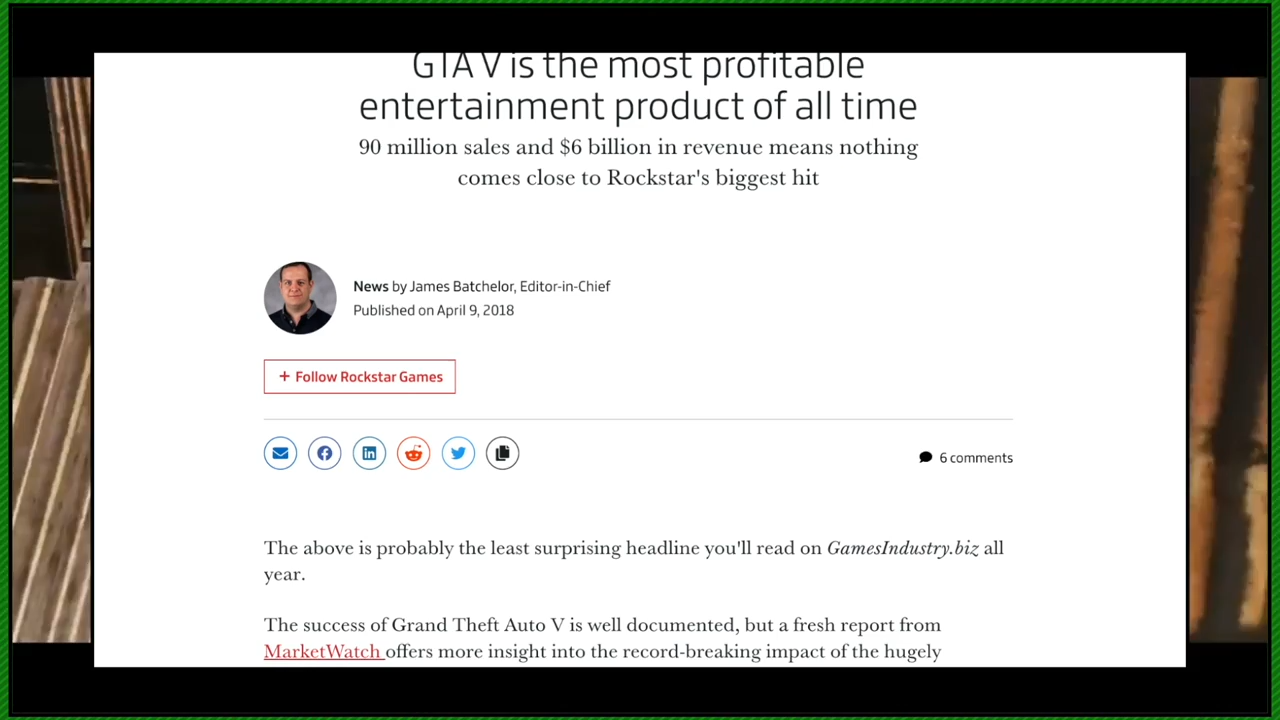 GTA V is the most profitable
entertainment product of all time
90 million sales and $6 billion in revenue means nothing
comes close to Rockstar's biggest hit
News by James Batchelor, Editor-in-Chief
Published on April 9, 2018
+ Follow Rockstar Games
6 comments
The above is probably the least surprising headline you'll read on GamesIndustry.biz all
year.
The success of Grand Theft Auto V is well documented, but a fresh report from
MarketWatch offers more insight into the record-breaking impact of the hugely